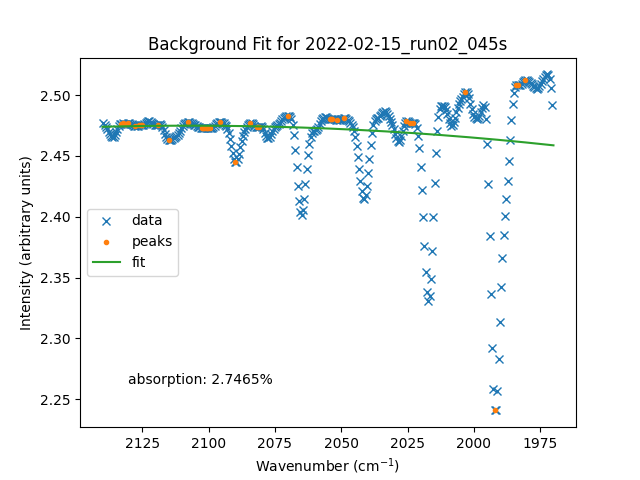 Background Fit for 2022-02-15_run02_045s
Intensity (arbitrary units)
2.50
2.45
2.40
2.35
2.30
2.25
data
peaks
fit
absorption: 2.7465%
2125 2100 2075 2050 2025 2000 1975
Wavenumber (cm⁻¹)